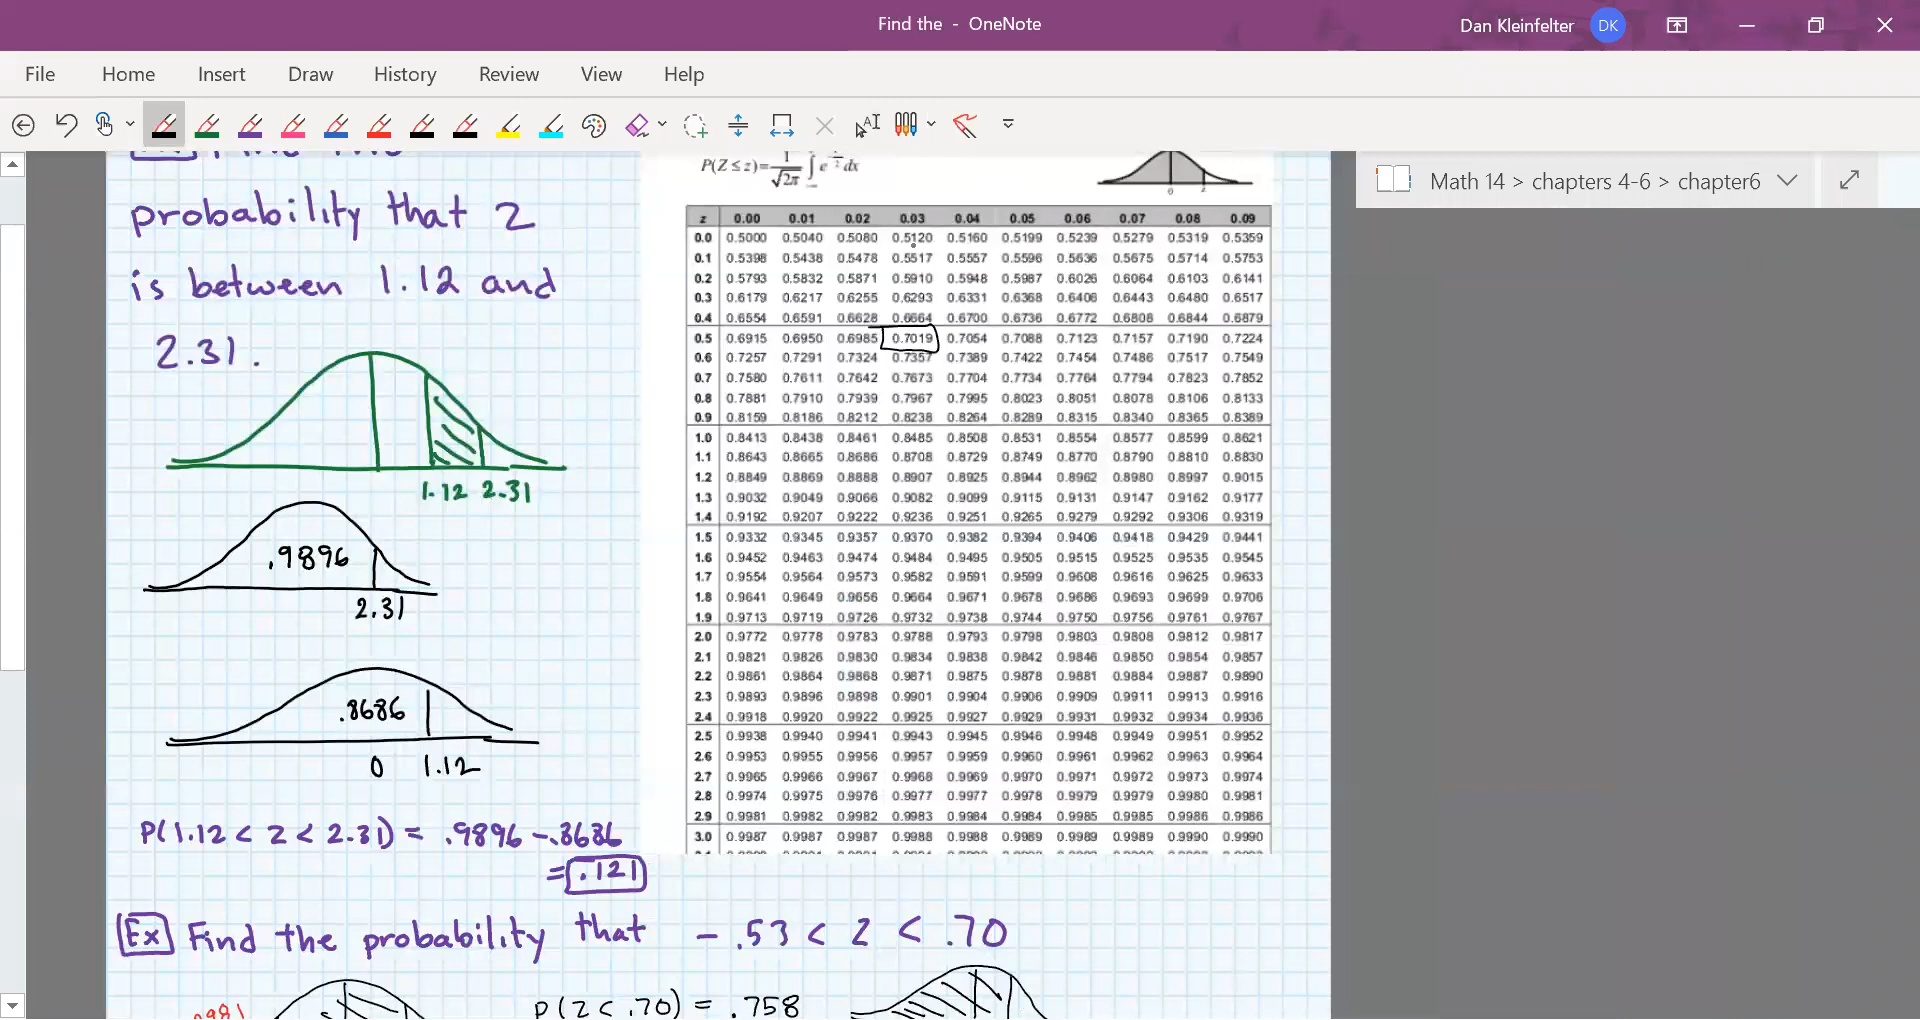 Find the - OneNote
Dan Kleinfelter DK
File Home Insert Draw History Review View Help
Math 14 > chapters 4-6 > chapter6
probability that z
is between 1.12 and
2.31.
1.12 2.31
.9896
2.31
.8686
0 1.12
P(1.12 < z < 2.31) = .9896 - .8686
= .121
P(Z ≤ z) = 1 √2π ∫ e 2 dx
0 z
z 0.00 0.01 0.02 0.03 0.04 0.05 0.06 0.07 0.08 0.09
0.0 0.5000 0.5040 0.5080 0.5120 0.5160 0.5199 0.5239 0.5279 0.5319 0.5359
0.1 0.5398 0.5438 0.5478 0.5517 0.5557 0.5596 0.5636 0.5675 0.5714 0.5753
0.2 0.5793 0.5832 0.5871 0.5910 0.5948 0.5987 0.6026 0.6064 0.6103 0.6141
0.3 0.6179 0.6217 0.6255 0.6293 0.6331 0.6368 0.6406 0.6443 0.6480 0.6517
0.4 0.6554 0.6591 0.6628 0.6664 0.6700 0.6736 0.6772 0.6808 0.6844 0.6879
0.5 0.6915 0.6950 0.6985 0.7019 0.7054 0.7088 0.7123 0.7157 0.7190 0.7224
0.6 0.7257 0.7291 0.7324 0.7357 0.7389 0.7422 0.7454 0.7486 0.7517 0.7549
0.7 0.7580 0.7611 0.7642 0.7673 0.7704 0.7734 0.7764 0.7794 0.7823 0.7852
0.8 0.7881 0.7910 0.7939 0.7967 0.7995 0.8023 0.8051 0.8078 0.8106 0.8133
0.9 0.8159 0.8186 0.8212 0.8238 0.8264 0.8289 0.8315 0.8340 0.8365 0.8389
1.0 0.8413 0.8438 0.8461 0.8485 0.8508 0.8531 0.8554 0.8577 0.8599 0.8621
1.1 0.8643 0.8665 0.8686 0.8708 0.8729 0.8749 0.8770 0.8790 0.8810 0.8830
1.2 0.8849 0.8869 0.8888 0.8907 0.8925 0.8944 0.8962 0.8980 0.8997 0.9015
1.3 0.9032 0.9049 0.9066 0.9082 0.9099 0.9115 0.9131 0.9147 0.9162 0.9177
1.4 0.9192 0.9207 0.9222 0.9236 0.9251 0.9265 0.9279 0.9292 0.9306 0.9319
1.5 0.9332 0.9345 0.9357 0.9370 0.9382 0.9394 0.9406 0.9418 0.9429 0.9441
1.6 0.9452 0.9463 0.9474 0.9484 0.9495 0.9505 0.9515 0.9525 0.9535 0.9545
1.7 0.9554 0.9564 0.9573 0.9582 0.9591 0.9599 0.9608 0.9616 0.9625 0.9633
1.8 0.9641 0.9649 0.9656 0.9664 0.9671 0.9678 0.9686 0.9693 0.9699 0.9706
1.9 0.9713 0.9719 0.9726 0.9732 0.9738 0.9744 0.9750 0.9756 0.9761 0.9767
2.0 0.9772 0.9778 0.9783 0.9788 0.9793 0.9798 0.9803 0.9808 0.9812 0.9817
2.1 0.9821 0.9826 0.9830 0.9834 0.9838 0.9842 0.9846 0.9850 0.9854 0.9857
2.2 0.9861 0.9864 0.9868 0.9871 0.9875 0.9878 0.9881 0.9884 0.9887 0.9890
2.3 0.9893 0.9896 0.9898 0.9901 0.9904 0.9906 0.9909 0.9911 0.9913 0.9916
2.4 0.9918 0.9920 0.9922 0.9925 0.9927 0.9929 0.9931 0.9932 0.9934 0.9936
2.5 0.9938 0.9940 0.9941 0.9943 0.9945 0.9946 0.9948 0.9949 0.9951 0.9952
2.6 0.9953 0.9955 0.9956 0.9957 0.9959 0.9960 0.9961 0.9962 0.9963 0.9964
2.7 0.9965 0.9966 0.9967 0.9968 0.9969 0.9970 0.9971 0.9972 0.9973 0.9974
2.8 0.9974 0.9975 0.9976 0.9977 0.9977 0.9978 0.9979 0.9979 0.9980 0.9981
2.9 0.9981 0.9982 0.9982 0.9983 0.9984 0.9984 0.9985 0.9985 0.9986 0.9986
3.0 0.9987 0.9987 0.9987 0.9988 0.9988 0.9989 0.9989 0.9989 0.9990 0.9990
Ex Find the probability that -.53 < z < .70
P(z < .70) = .758